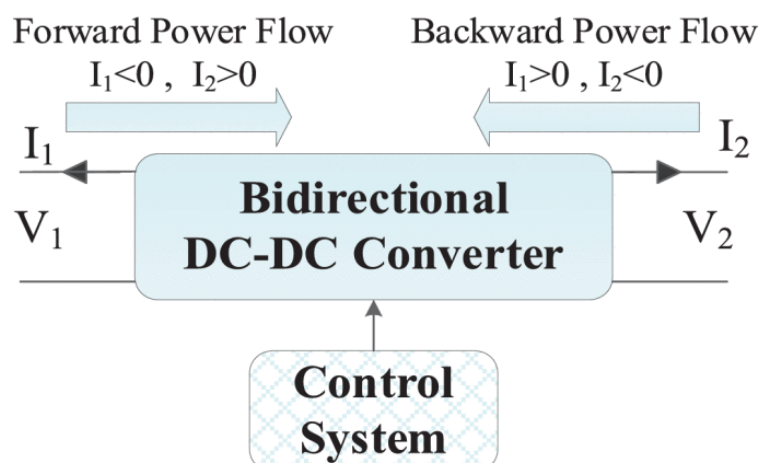 Forward Power Flow
I₁<0 , I₂>0
Backward Power Flow
I₁>0 , I₂<0
I₁
I₂
V₁
V₂
Bidirectional
DC-DC Converter
Control
System